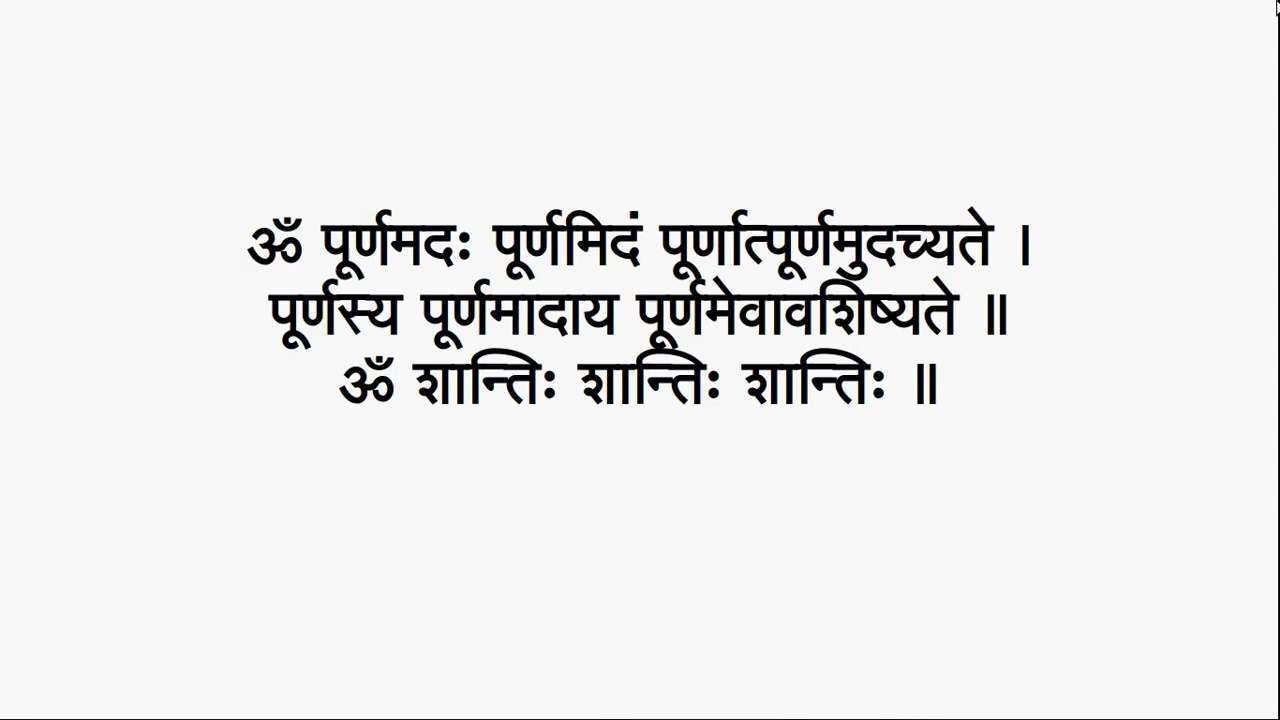 ॐ पूर्णमदः पूर्णमिदं पूर्णात्पूर्णमुदच्यते ।
पूर्णस्य पूर्णमादाय पूर्णमेवावशिष्यते ॥
ॐ शान्तिः शान्तिः शान्तिः ॥